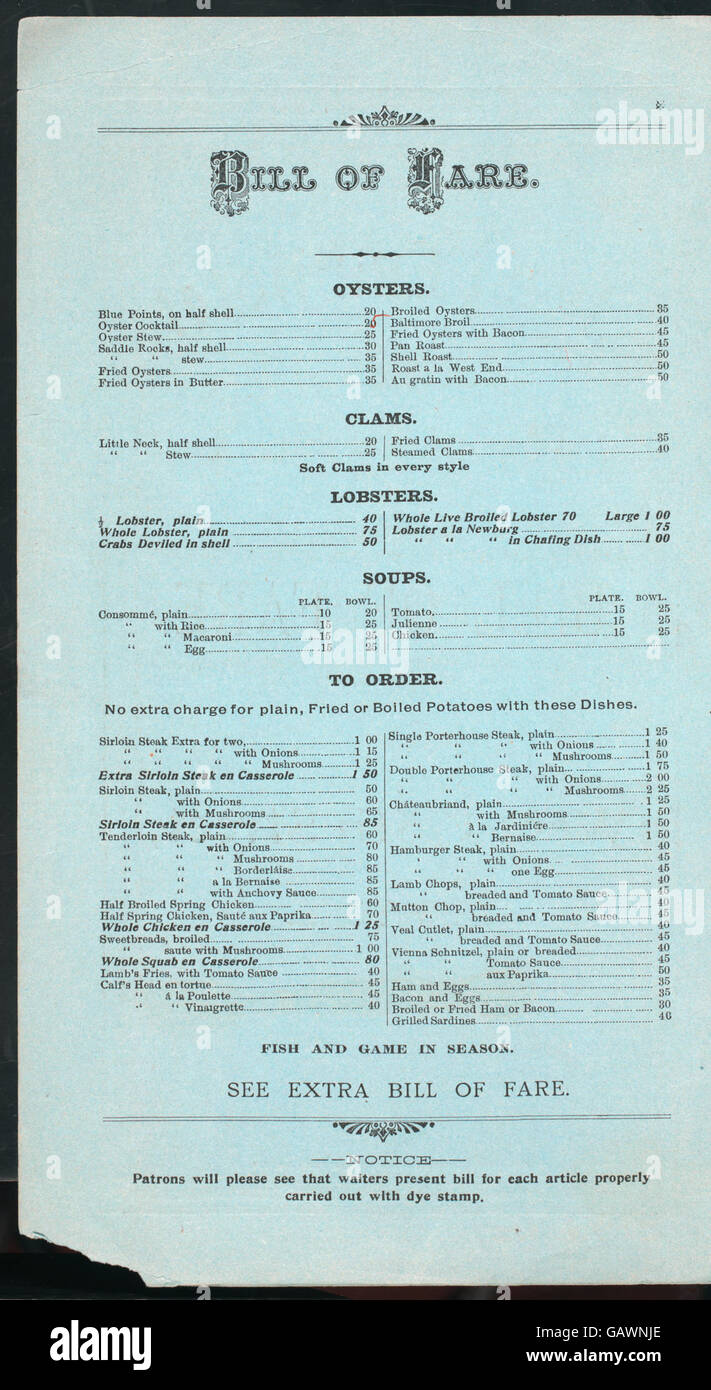 BILL OF FARE.
OYSTERS.
Blue Points, on half shell 20
Oyster Cocktail 20
Oyster Stew 25
Saddle Rocks, half shell 30
" " stew 35
Fried Oysters 35
Fried Oysters in Butter 35
Broiled Oysters 35
Baltimore Broil 40
Fried Oysters with Bacon 45
Pan Roast 45
Shell Roast 50
Roast a la West End 50
Au gratin with Bacon 50
CLAMS.
Little Neck, half shell 20
" " Stew 25
Fried Clams 35
Steamed Clams 40
Soft Clams in every style
LOBSTERS.
½ Lobster, plain 40
Whole Lobster, plain 75
Crabs Deviled in shell 50
Whole Live Broiled Lobster 70 Large 1 00
Lobster a la Newburg 75
" " " in Chafing Dish 1 00
SOUPS.
PLATE. BOWL.
Consommé, plain 10 20
" with Rice 15 25
" " Macaroni 15 25
" " Egg 15 25
PLATE. BOWL.
Tomato 15 25
Julienne 15 25
Chicken 15 25
TO ORDER.
No extra charge for plain, Fried or Boiled Potatoes with these Dishes.
Sirloin Steak Extra for two, 1 00
" " " " with Onions 1 15
" " " " " Mushrooms 1 25
Extra Sirloin Steak en Casserole 1 50
Sirloin Steak, plain 50
" with Onions 60
" with Mushrooms 65
Sirloin Steak en Casserole 85
Tenderloin Steak, plain 60
" " with Onions 70
" " " Mushrooms 80
" " " Borderlaise 85
" " a la Bernaise 85
" " with Anchovy Sauce 85
Half Broiled Spring Chicken 60
Half Spring Chicken, Sauté aux Paprika 70
Whole Chicken en Casserole 1 25
Sweetbreads, broiled 75
" saute with Mushrooms 1 00
Whole Squab en Casserole 80
Lamb's Fries, with Tomato Sauce 40
Calf's Head en tortue 45
" á la Poulette 45
" " Vinaigrette 40
Single Porterhouse Steak, plain 1 25
" " " with Onions 1 40
" " " Mushrooms 1 50
Double Porterhouse Steak, plain 1 75
" " " with Onions 2 00
" " " " Mushrooms 2 25
Châteaubriand, plain 1 25
" with Mushrooms 1 50
" à la Jardiniére 1 50
" " Bernaise 1 50
Hamburger Steak, plain 40
" " with Onions 45
" " " one Egg 45
Lamb Chops, plain 40
" breaded and Tomato Sauce 45
Mutton Chop, plain 40
" breaded and Tomato Sauce 45
Veal Cutlet, plain 40
" breaded and Tomato Sauce 45
Vienna Schnitzel, plain or breaded 40
" " Tomato Sauce 45
" " aux Paprika 50
Ham and Eggs 35
Bacon and Eggs 35
Broiled or Fried Ham or Bacon 30
Grilled Sardines 40
FISH AND GAME IN SEASON.
SEE EXTRA BILL OF FARE.
——NOTICE——
Patrons will please see that waiters present bill for each article properly
carried out with dye stamp.
alamy
a
alamy
Image ID: GAWNJE
www.alamy.com